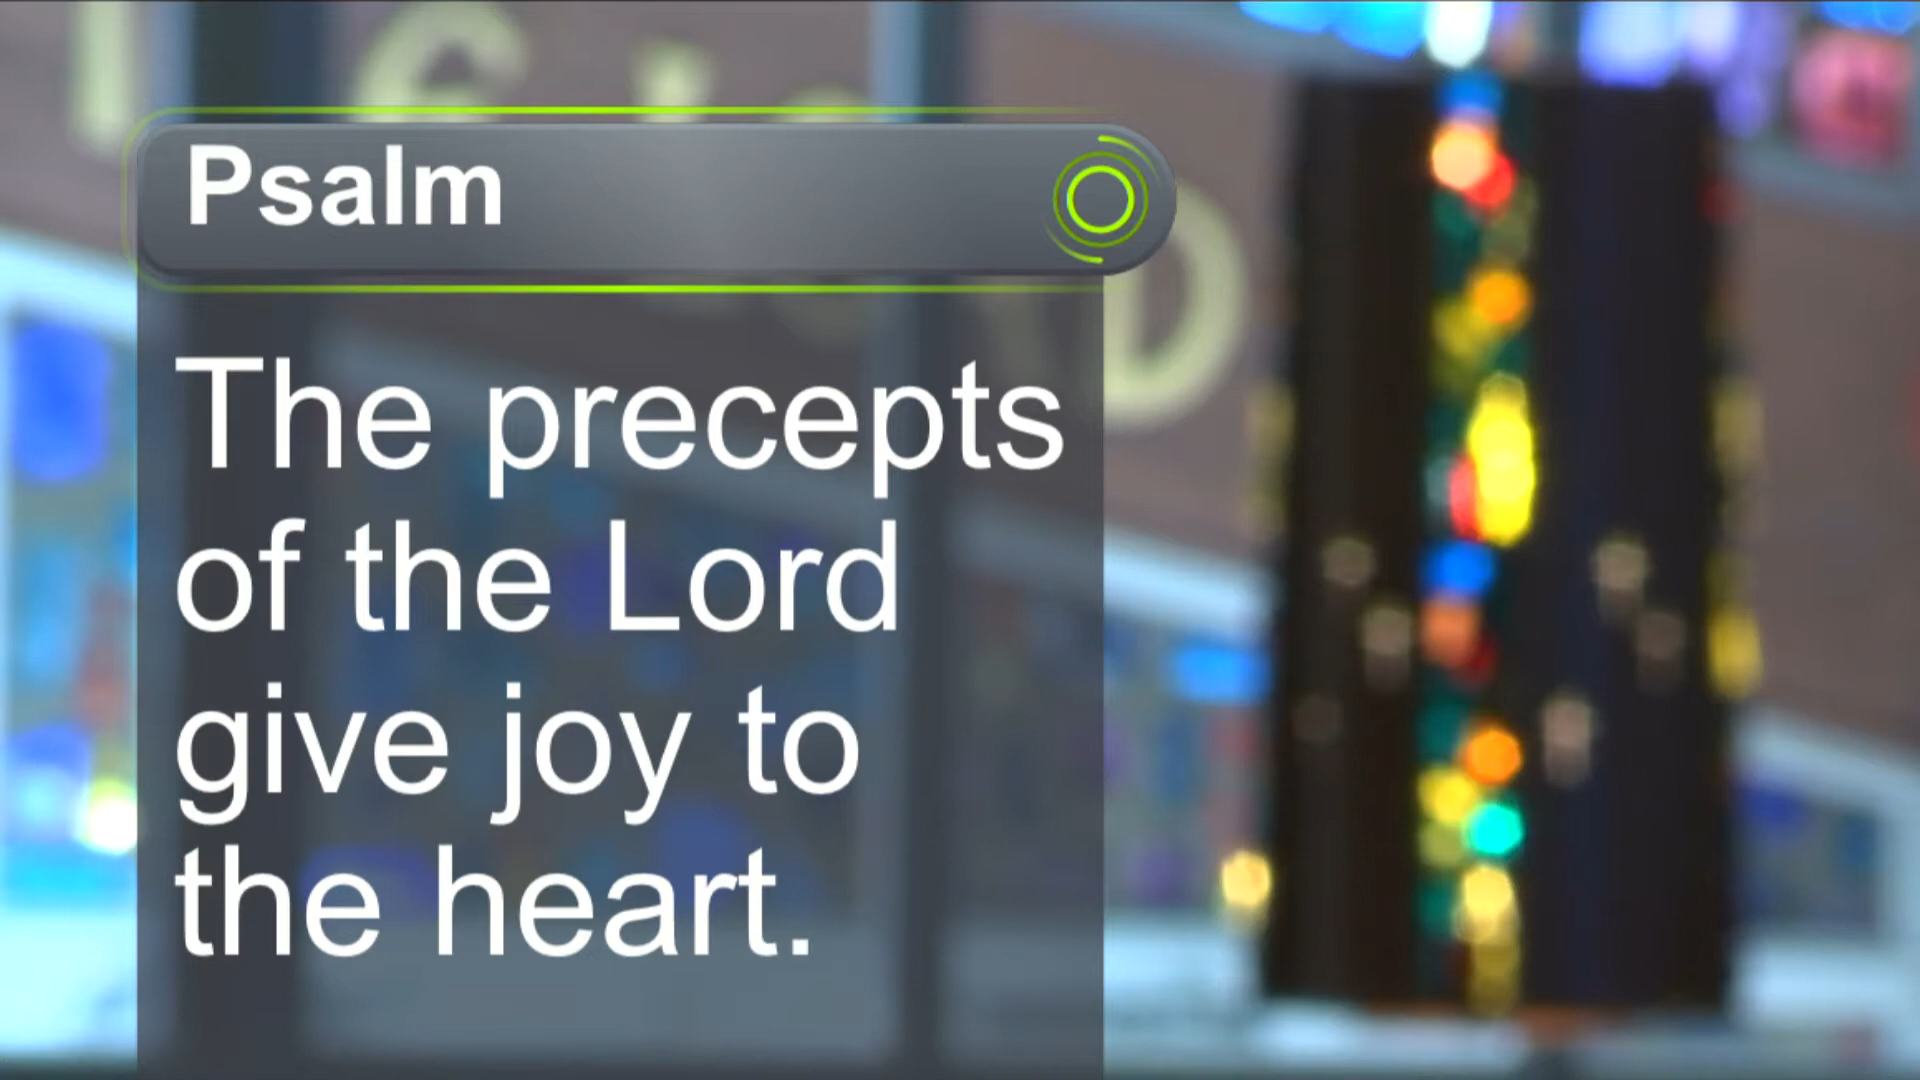 Psalm
The precepts
of the Lord
give joy to
the heart.